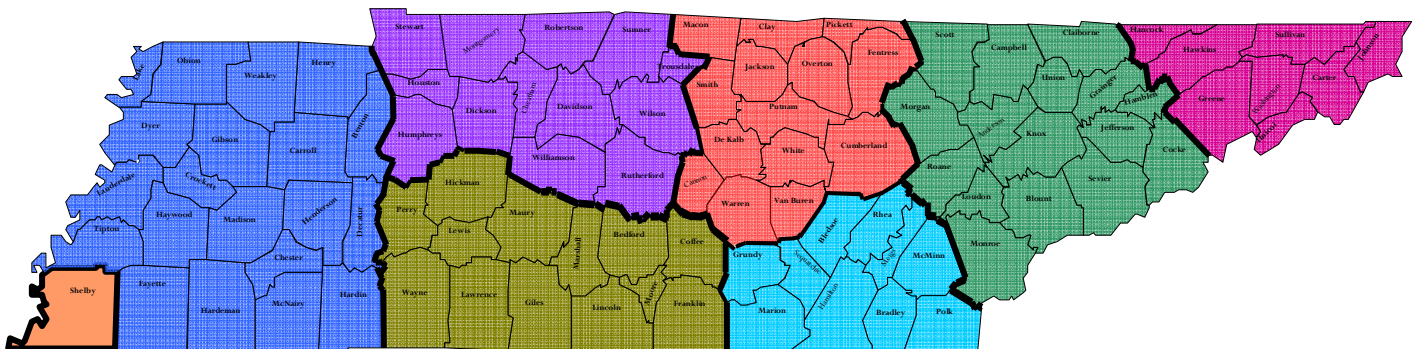 Lake
Obion
Weakley
Henry
Dyer
Gibson
Carroll
Benton
Lauderdale
Crockett
Haywood
Madison
Henderson
Decatur
Tipton
Chester
Shelby
Fayette
Hardeman
McNairy
Hardin
Stewart
Montgomery
Robertson
Sumner
Trousdale
Houston
Dickson
Cheatham
Davidson
Wilson
Humphreys
Williamson
Rutherford
Hickman
Perry
Maury
Lewis
Marshall
Bedford
Coffee
Wayne
Lawrence
Giles
Lincoln
Moore
Franklin
Macon
Clay
Pickett
Jackson
Overton
Fentress
Smith
Putnam
De Kalb
White
Cumberland
Cannon
Warren
Van Buren
Grundy
Bledsoe
Rhea
Sequatchie
Meigs
McMinn
Marion
Hamilton
Bradley
Polk
Scott
Campbell
Claiborne
Union
Grainger
Hamblen
Morgan
Anderson
Knox
Jefferson
Cocke
Roane
Loudon
Blount
Sevier
Monroe
Hancock
Hawkins
Sullivan
Johnson
Greene
Washington
Carter
Unicoi